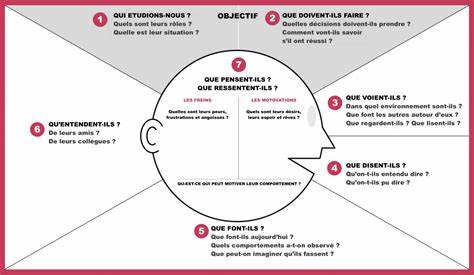 OBJECTIF
1
QUI ETUDIONS-NOUS ?
Quels sont leurs rôles ?
Quelle est leur situation ?
2
QUE DOIVENT-ILS FAIRE ?
Quelles décisions doivent-ils prendre ?
Comment vont-ils savoir
s'il ont réussi ?
3
QUE VOIENT-ILS ?
Dans quel environnement sont-ils ?
Que font les autres autour d'eux ?
Que regardent-ils ? Que lisent-ils ?
4
QUE DISENT-ILS ?
Qu'on-t-ils entendu dire ?
Qu'on-t-ils pu dire ?
5
QUE FONT-ILS ?
Que font-ils aujourd'hui ?
Quels comportements a-t-on observé ?
Que peut-on imaginer qu'ils fassent ?
6
QU'ENTENDENT-ILS ?
De leurs amis ?
De leurs collègues ?
7
QUE PENSENT-ILS ?
QUE RESSENTENT-ILS ?
LES FREINS
Quelles sont leurs peurs,
frustrations et angoisses ?
LES MOTIVATIONS
Quels sont leurs désirs,
leurs espoir et rêves ?
QU-EST-CE QUI PEUT MOTIVER LEUR COMPORTEMENT ?